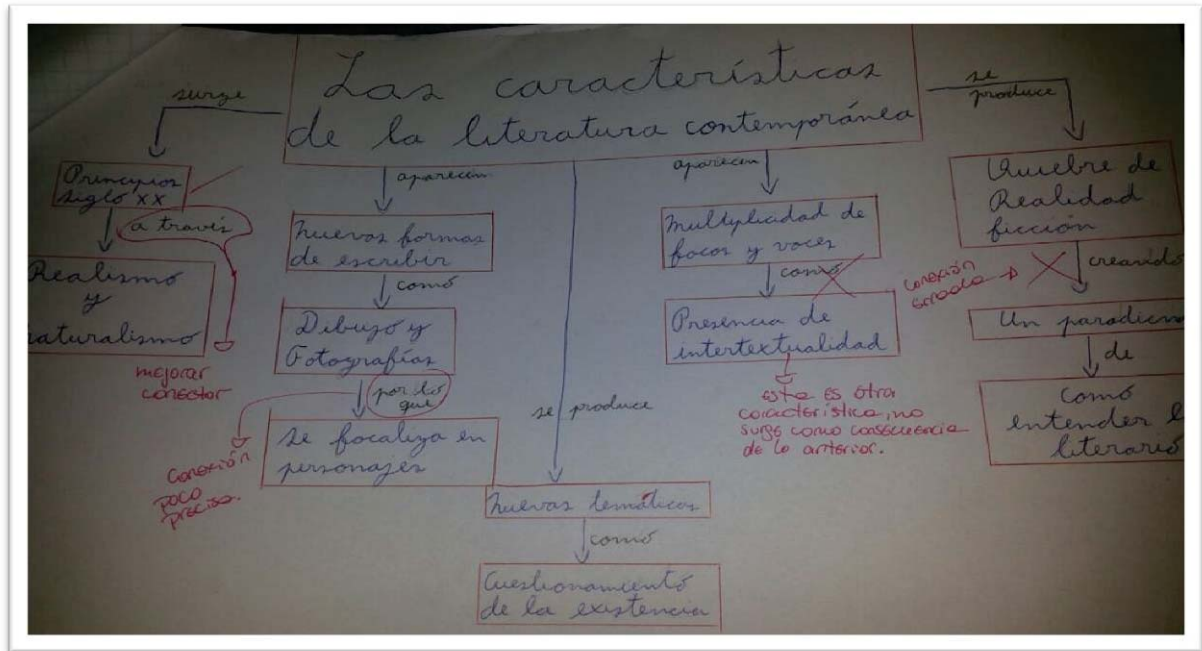 Las características
de la literatura contemporánea
surge
Principios
siglo XX
a través
Realismo
y
naturalismo
mejorar
conector
aparecen
nuevas formas
de escribir
como
Dibujo y
Fotografías
por lo
que
Conexión
poco
precisa.
se focaliza en
personajes
se produce
nuevas temáticas
como
Cuestionamiento
de la existencia
aparecen
multiplicidad de
focos y voces
como
Presencia de
intertextualidad
esta es otra
característica, no
surge como consecuencia
de lo anterior.
se
produce
Quiebre de
Realidad
ficción
Conexión
errada
creando
Un paradigm
de
como
entender l
literario